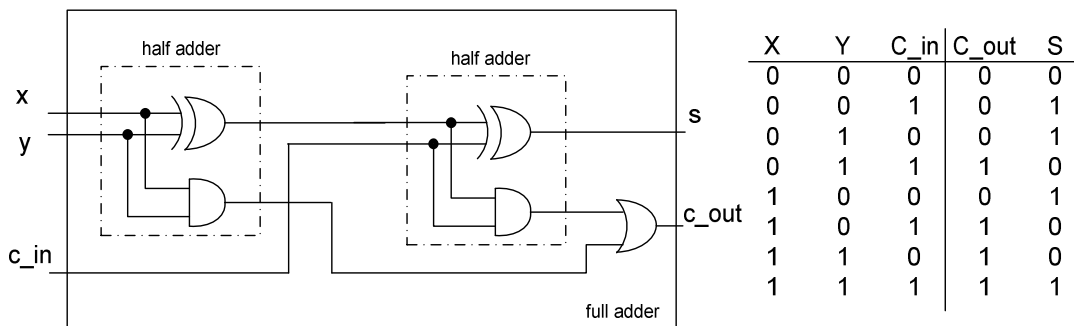 half adder
half adder
x
y
s
c_in
c_out
full adder
X Y C_in C_out S
0 0 0 0 0
0 0 1 0 1
0 1 0 0 1
0 1 1 1 0
1 0 0 0 1
1 0 1 1 0
1 1 0 1 0
1 1 1 1 1